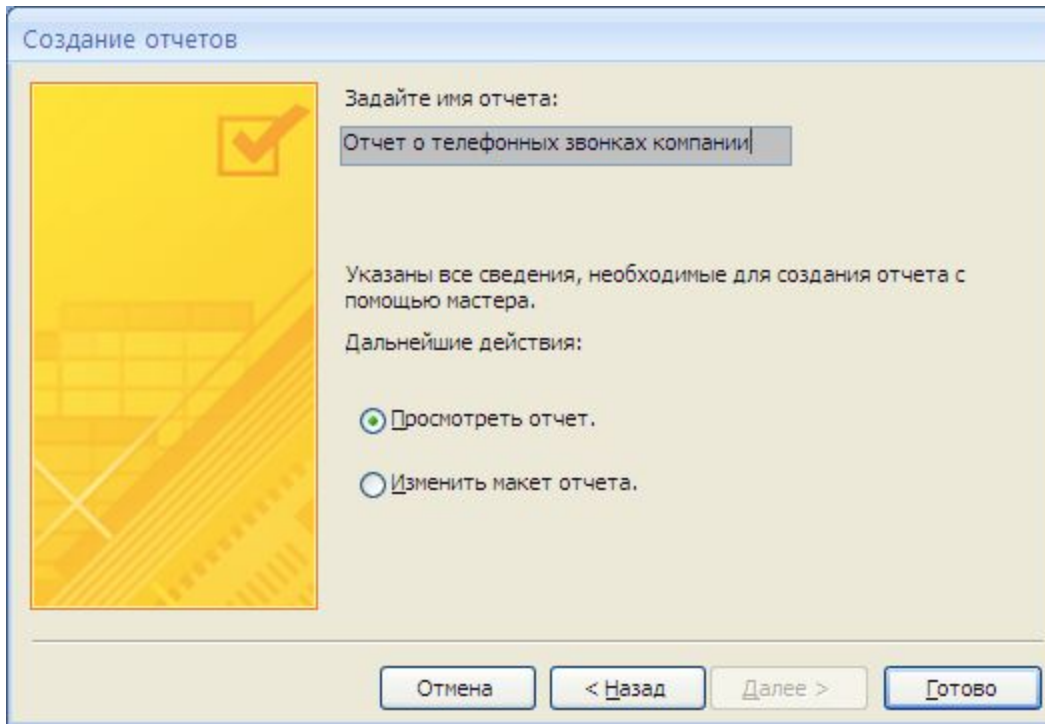 Создание отчетов
Задайте имя отчета:
Отчет о телефонных звонках компании
Указаны все сведения, необходимые для создания отчета с
помощью мастера.
Дальнейшие действия:
Просмотреть отчет.
Изменить макет отчета.
Отмена
< Назад
Далее >
Готово